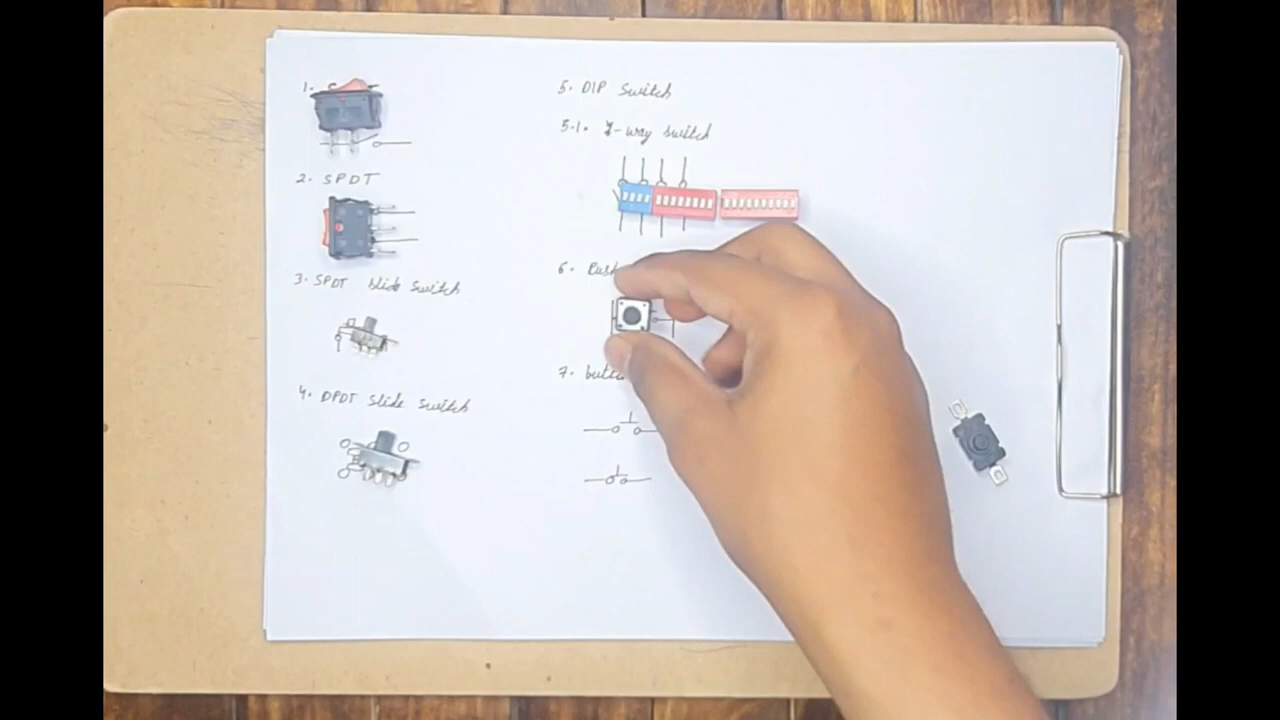 1.
2. SPDT
3. SPDT slide switch
4. DPDT slide switch
5. DIP switch
5.1. 7-way switch
6. Push
7.